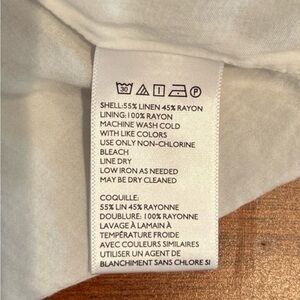 30 P
SHELL:55% LINEN 45% RAYON
LINING:100% RAYON
MACHINE WASH COLD
WITH LIKE COLORS
USE ONLY NON-CHLORINE
BLEACH
LINE DRY
LOW IRON AS NEEDED
MAY BE DRY CLEANED
COQUILLE:
55% LIN 45% RAYONNE
DOUBLURE: 100% RAYONNE
LAVAGE À LAMAIN À
TEMPÉRATURE FROIDE
AVEC COULEURS SIMILAIRES
UTILISER UN AGENT DE
BLANCHIMENT SANS CHLORE SI